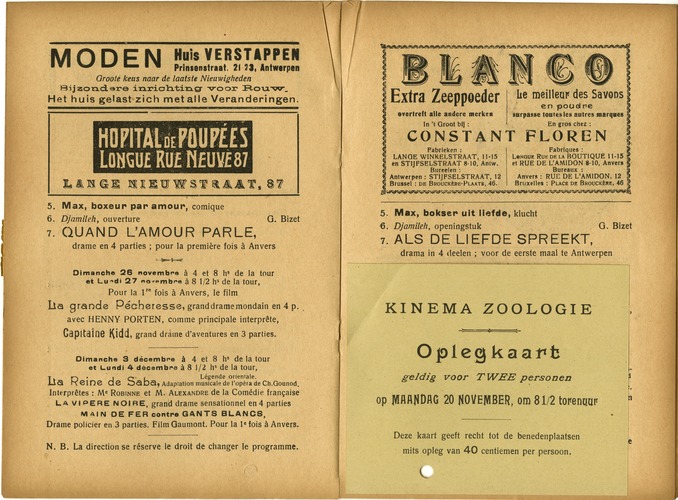 MODEN Huis VERSTAPPEN
Prinsenstraat. 21-23, Antwerpen
Groote keus naar de laatste Nieuwigheden
Bijzondere inrichting voor Rouw.
Het huis gelast zich met alle Veranderingen.
HOPITAL DE POUPÉES
LONGUE RUE NEUVE 87
LANGE NIEUWSTRAAT, 87
5. Max, boxeur par amour, comique
6. Djamileh, ouverture G. Bizet
7. QUAND L'AMOUR PARLE,
drame en 4 parties ; pour la première fois à Anvers
Dimanche 26 novembre à 4 et 8 hs de la tour
et Lundi 27 novembre à 8 1/2 hs de la tour,
Pour la 1re fois à Anvers, le film
La grande Pécheresse, grand drame mondain en 4 p.
avec HENNY PORTEN, comme principale interprète,
Capitaine Kidd, grand drame d'aventures en 3 parties.
Dimanche 3 décembre à 4 et 8 hs de la tour
et Lundi 4 décembre à 8 1/2 hs de la tour,
Légende orientale.
La Reine de Saba, Adaptation musicale de l'opéra de Ch. Gounod,
Interprêtes : Me ROBINNE et M. ALEXANDRE de la Comédie française
LA VIPERE NOIRE, grand drame sensationnel en 4 parties
MAIN DE FER contre GANTS BLANCS,
Drame policier en 3 parties. Film Gaumont. Pour la 1e fois à Anvers.
N. B. La direction se réserve le droit de changer le programme.
BLANCO
Extra Zeeppoeder
overtreft alle andere merken
Le meilleur des Savons
en poudre
surpasse toutes les autres marques
In 't Groot bij : En gros chez :
CONSTANT FLOREN
Fabrieken :
LANGE WINKELSTRAAT, 11-15
en STIJFSELSTRAAT 8-10, Antw.
Bureelen :
Antwerpen : STIJFSELSTRAAT, 12
Brussel : DE BROUCKÈRE-PLAATS, 46.
Fabriques :
LONGUE RUE DE LA BOUTIQUE 11-15
et RUE DE L'AMIDON 8-10, Anvers
Bureaux :
Anvers : RUE DE L'AMIDON, 12
Bruxelles : PLACE DE BROUCKÈRE, 46
5. Max, bokser uit liefde, klucht
6. Djamileh, openingstuk G. Bizet
7. ALS DE LIEFDE SPREEKT,
drama in 4 deelen ; voor de eerste maal te Antwerpen
KINEMA ZOOLOGIE
Oplegkaart
geldig voor TWEE personen
op MAANDAG 20 NOVEMBER, om 8 1/2 torenuur
Deze kaart geeft recht tot de benedenplaatsen
mits opleg van 40 centiemen per persoon.